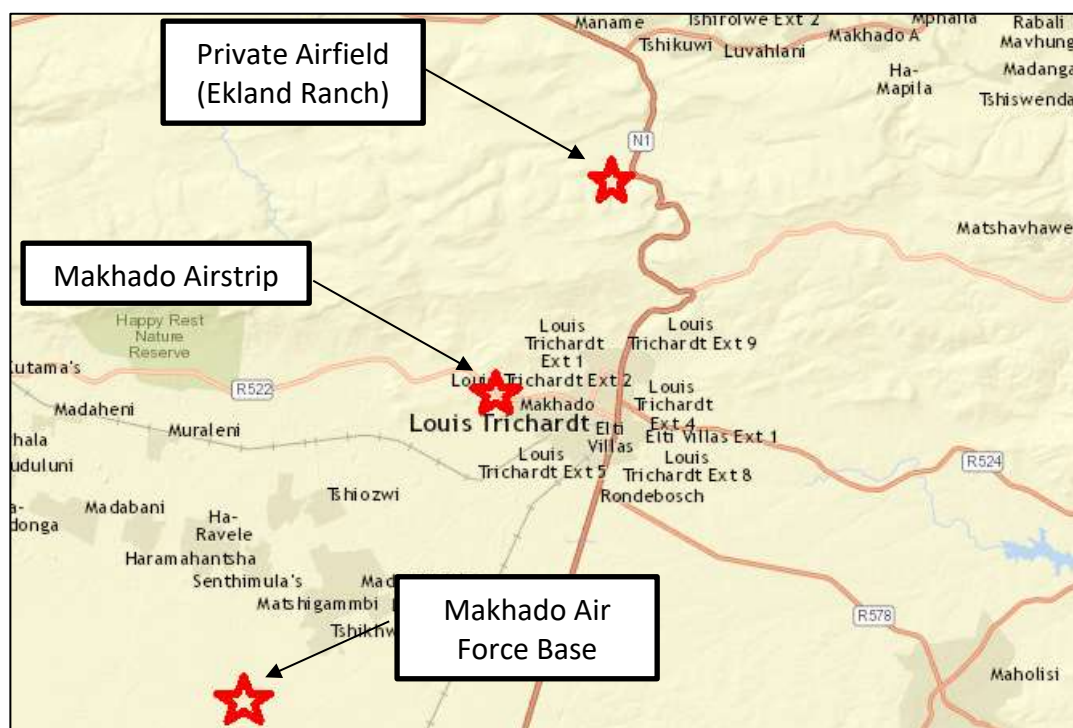 Maname
Tshirolwe Ext 2
Mphaila
Rabali
Tshikuwi
Luvahlani
Makhado A
Mavhung
Private Airfield
(Ekland Ranch)
Ha-
Mapila
Madanga
Tshiswenda
N1
Matshavhawe
Makhado Airstrip
Happy Rest
Nature
Reserve
Louis
Trichardt
Ext 1
Louis
Trichardt Ext 9
Kutama's
R522
Trichardt Ext 2
Madaheni
Makhado
Louis
Trichardt
Ext 4
Louis Trichardt
Elti
Villas
Elti Villas Ext 1
Muraleni
hala
uduluni
Louis
Trichardt Ext 5
Louis
Trichardt Ext 8
R524
Rondebosch
Tshiozwi
Madabani
a-
donga
Ha-
Ravele
Haramahantsha
Senthimula's
Mad
Matshigammbi
Tshikhw
Makhado Air
Force Base
R578
Maholisi